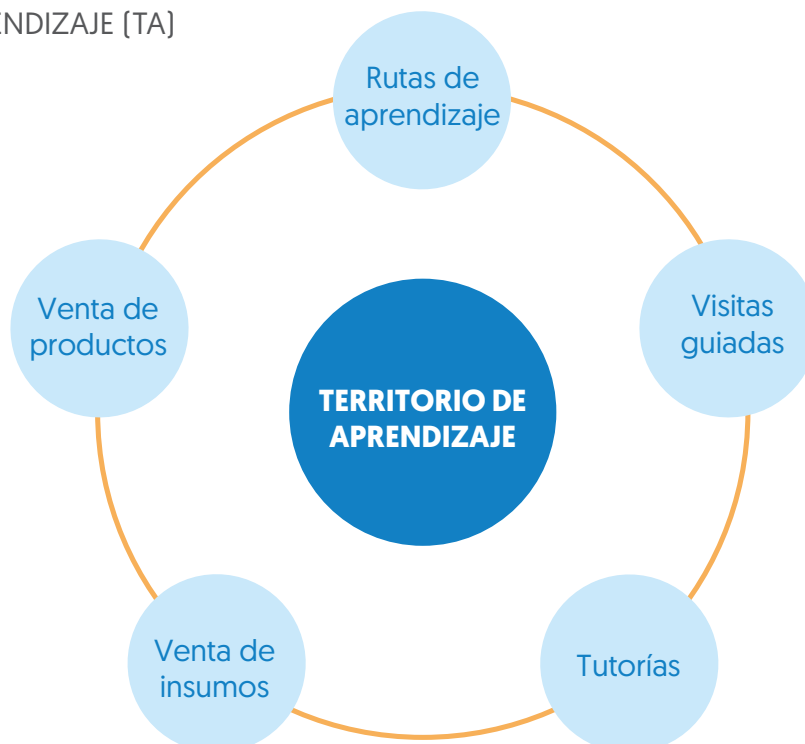 ENDIZAJE (TA)
Rutas de
aprendizaje
Visitas
guiadas
Tutorías
Venta de
insumos
Venta de
productos
TERRITORIO DE
APRENDIZAJE